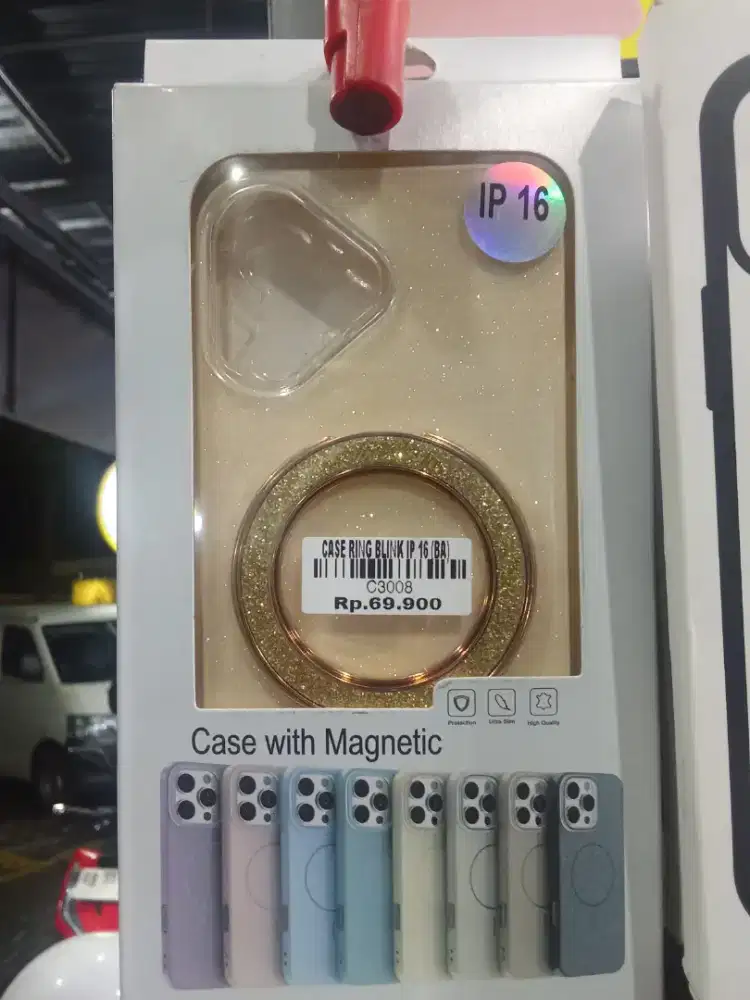 IP 16
CASE RING BLINK IP 16 (BA)
C3008
Rp.69.900
Protection
Ultra-Slim
High Quality
Case with Magnetic